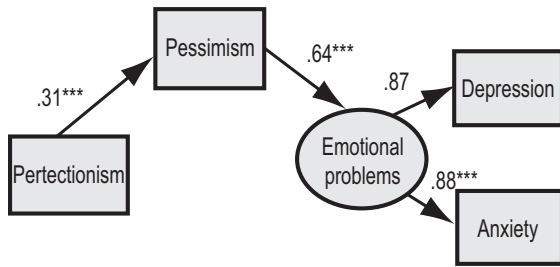 Pessimism
.64***
.87
Depression
.31***
Emotional
problems
Pertectionism
.88***
Anxiety